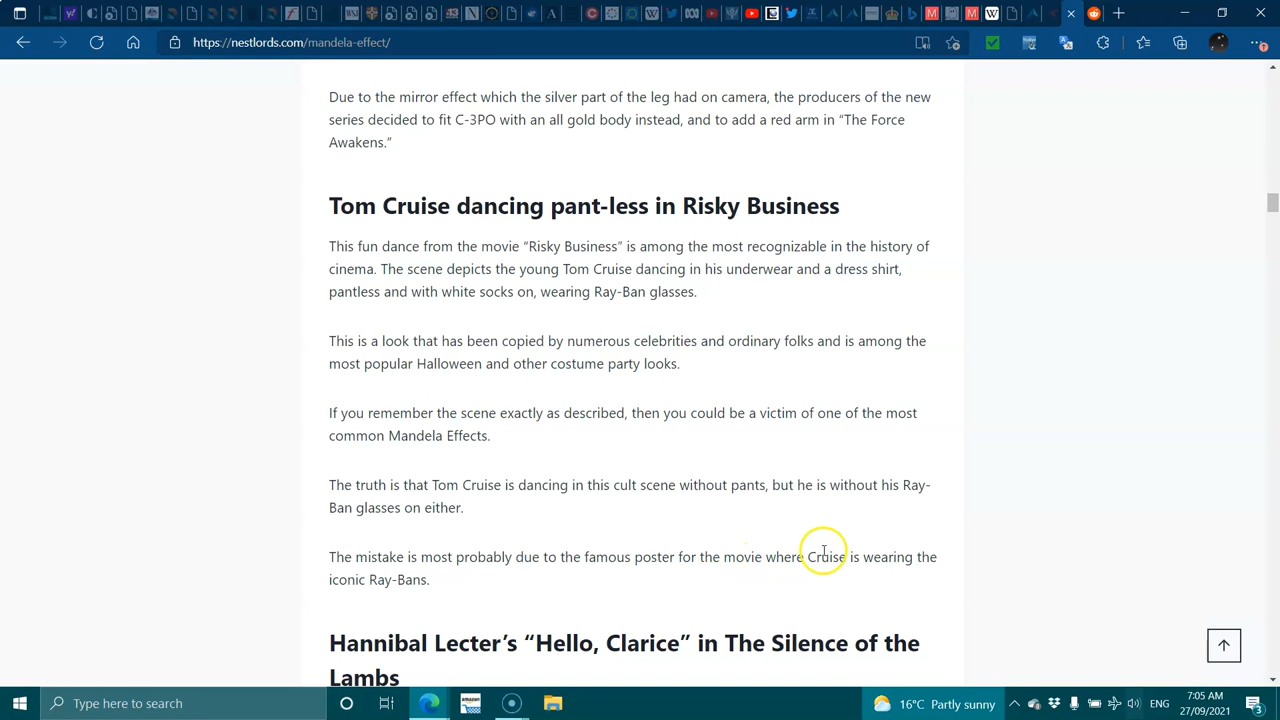 https://nestlords.com/mandela-effect/
Due to the mirror effect which the silver part of the leg had on camera, the producers of the new
series decided to fit C-3PO with an all gold body instead, and to add a red arm in “The Force
Awakens.”
Tom Cruise dancing pant-less in Risky Business
This fun dance from the movie “Risky Business” is among the most recognizable in the history of
cinema. The scene depicts the young Tom Cruise dancing in his underwear and a dress shirt,
pantless and with white socks on, wearing Ray-Ban glasses.
This is a look that has been copied by numerous celebrities and ordinary folks and is among the
most popular Halloween and other costume party looks.
If you remember the scene exactly as described, then you could be a victim of one of the most
common Mandela Effects.
The truth is that Tom Cruise is dancing in this cult scene without pants, but he is without his Ray-
Ban glasses on either.
The mistake is most probably due to the famous poster for the movie where Cruise is wearing the
iconic Ray-Bans.
Hannibal Lecter’s “Hello, Clarice” in The Silence of the
Lambs
Type here to search
amazon
16°C Partly sunny
ENG
7:05 AM
27/09/2021
3